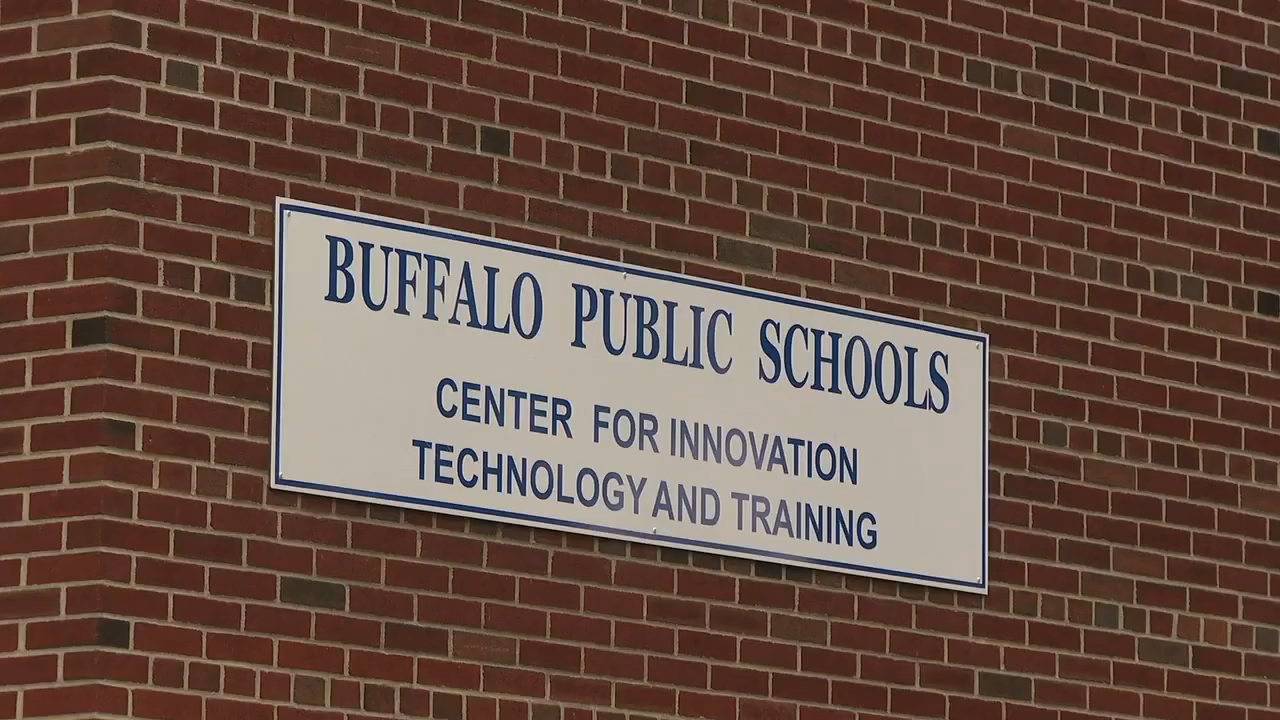 BUFFALO PUBLIC SCHOOLS
CENTER FOR INNOVATION
TECHNOLOGY AND TRAINING